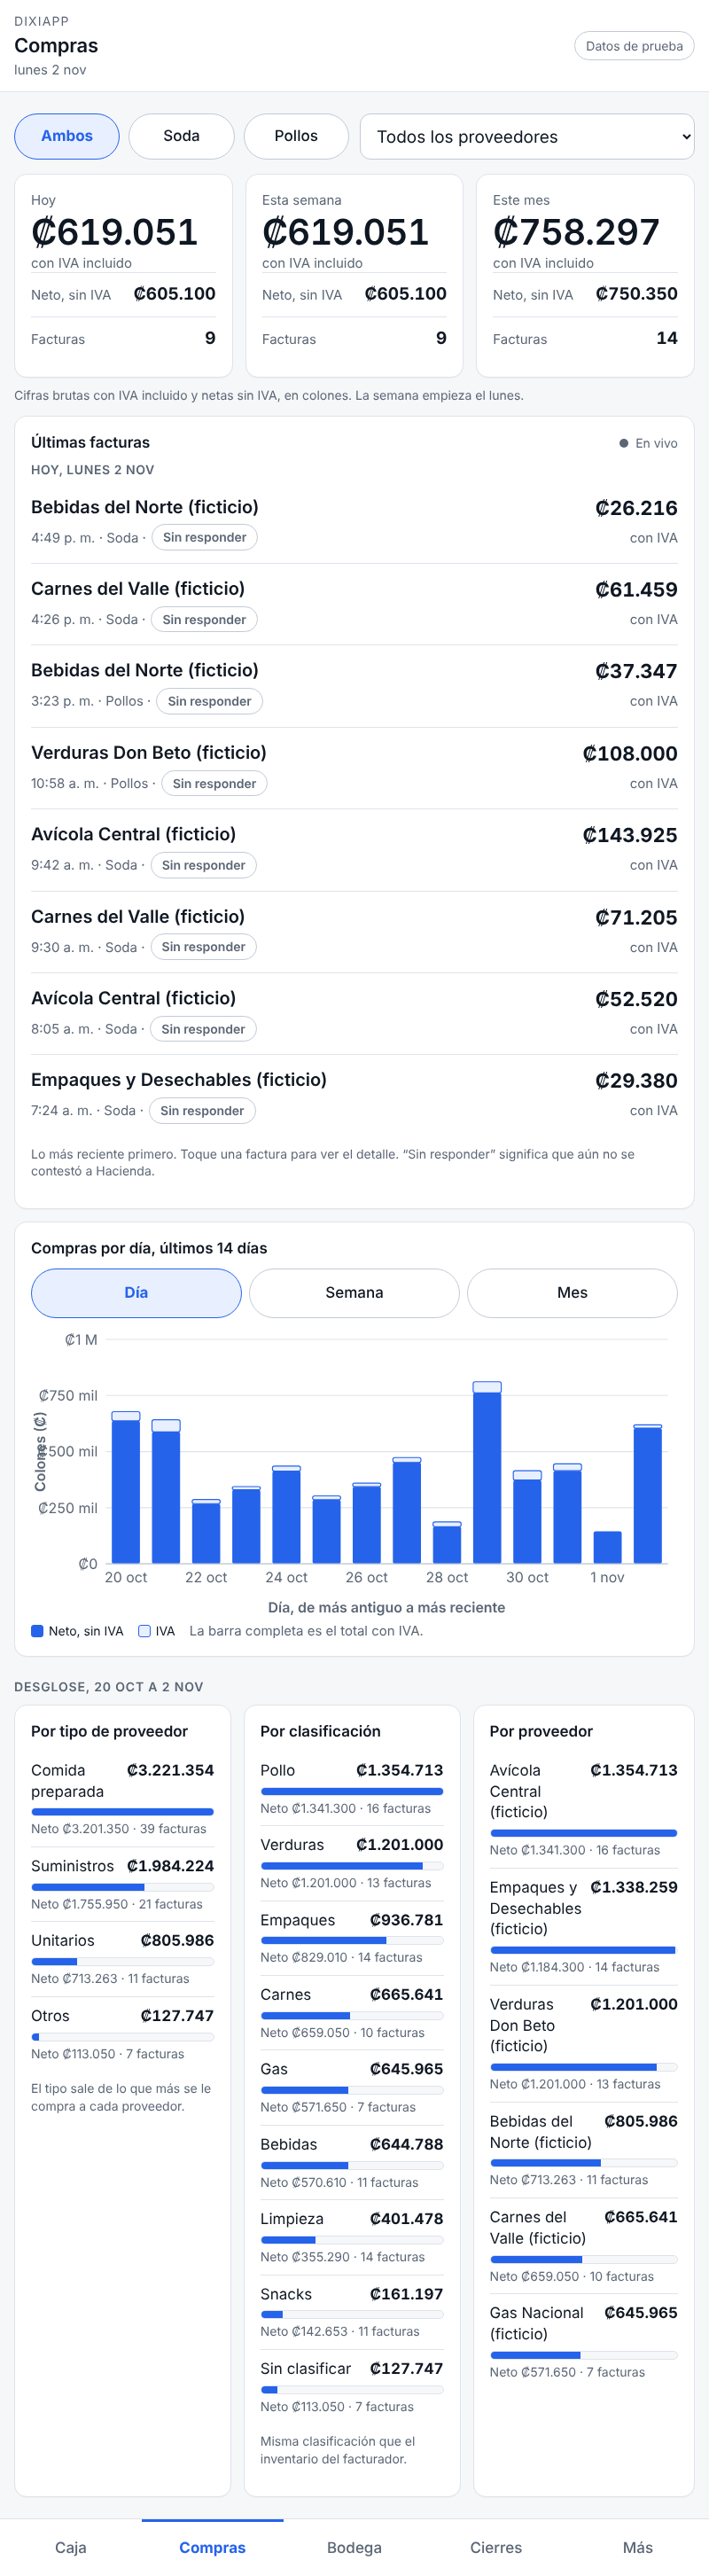 DIXIAPP
Compras
lunes 2 nov
Datos de prueba
Ambos
Soda
Pollos
Todos los proveedores
Hoy
₡619.051
con IVA incluido
Neto, sin IVA ₡605.100
Facturas 9
Esta semana
₡619.051
con IVA incluido
Neto, sin IVA ₡605.100
Facturas 9
Este mes
₡758.297
con IVA incluido
Neto, sin IVA ₡750.350
Facturas 14
Cifras brutas con IVA incluido y netas sin IVA, en colones. La semana empieza el lunes.
Últimas facturas
En vivo
HOY, LUNES 2 NOV
Bebidas del Norte (ficticio) ₡26.216
4:49 p. m. · Soda · Sin responder con IVA
Carnes del Valle (ficticio) ₡61.459
4:26 p. m. · Soda · Sin responder con IVA
Bebidas del Norte (ficticio) ₡37.347
3:23 p. m. · Pollos · Sin responder con IVA
Verduras Don Beto (ficticio) ₡108.000
10:58 a. m. · Pollos · Sin responder con IVA
Avícola Central (ficticio) ₡143.925
9:42 a. m. · Soda · Sin responder con IVA
Carnes del Valle (ficticio) ₡71.205
9:30 a. m. · Soda · Sin responder con IVA
Avícola Central (ficticio) ₡52.520
8:05 a. m. · Soda · Sin responder con IVA
Empaques y Desechables (ficticio) ₡29.380
7:24 a. m. · Soda · Sin responder con IVA
Lo más reciente primero. Toque una factura para ver el detalle. “Sin responder” significa que aún no se
contestó a Hacienda.
Compras por día, últimos 14 días
Día
Semana
Mes
Colones (₡)
₡1 M
₡750 mil
₡500 mil
₡250 mil
₡0
20 oct 22 oct 24 oct 26 oct 28 oct 30 oct 1 nov
Día, de más antiguo a más reciente
Neto, sin IVA IVA La barra completa es el total con IVA.
DESGLOSE, 20 OCT A 2 NOV
Por tipo de proveedor
Comida ₡3.221.354
preparada
Neto ₡3.201.350 · 39 facturas
Suministros ₡1.984.224
Neto ₡1.755.950 · 21 facturas
Unitarios ₡805.986
Neto ₡713.263 · 11 facturas
Otros ₡127.747
Neto ₡113.050 · 7 facturas
El tipo sale de lo que más se le
compra a cada proveedor.
Por clasificación
Pollo ₡1.354.713
Neto ₡1.341.300 · 16 facturas
Verduras ₡1.201.000
Neto ₡1.201.000 · 13 facturas
Empaques ₡936.781
Neto ₡829.010 · 14 facturas
Carnes ₡665.641
Neto ₡659.050 · 10 facturas
Gas ₡645.965
Neto ₡571.650 · 7 facturas
Bebidas ₡644.788
Neto ₡570.610 · 11 facturas
Limpieza ₡401.478
Neto ₡355.290 · 14 facturas
Snacks ₡161.197
Neto ₡142.653 · 11 facturas
Sin clasificar ₡127.747
Neto ₡113.050 · 7 facturas
Misma clasificación que el
inventario del facturador.
Por proveedor
Avícola ₡1.354.713
Central
(ficticio)
Neto ₡1.341.300 · 16 facturas
Empaques y ₡1.338.259
Desechables
(ficticio)
Neto ₡1.184.300 · 14 facturas
Verduras ₡1.201.000
Don Beto
(ficticio)
Neto ₡1.201.000 · 13 facturas
Bebidas del ₡805.986
Norte (ficticio)
Neto ₡713.263 · 11 facturas
Carnes del ₡665.641
Valle (ficticio)
Neto ₡659.050 · 10 facturas
Gas Nacional ₡645.965
(ficticio)
Neto ₡571.650 · 7 facturas
Caja
Compras
Bodega
Cierres
Más